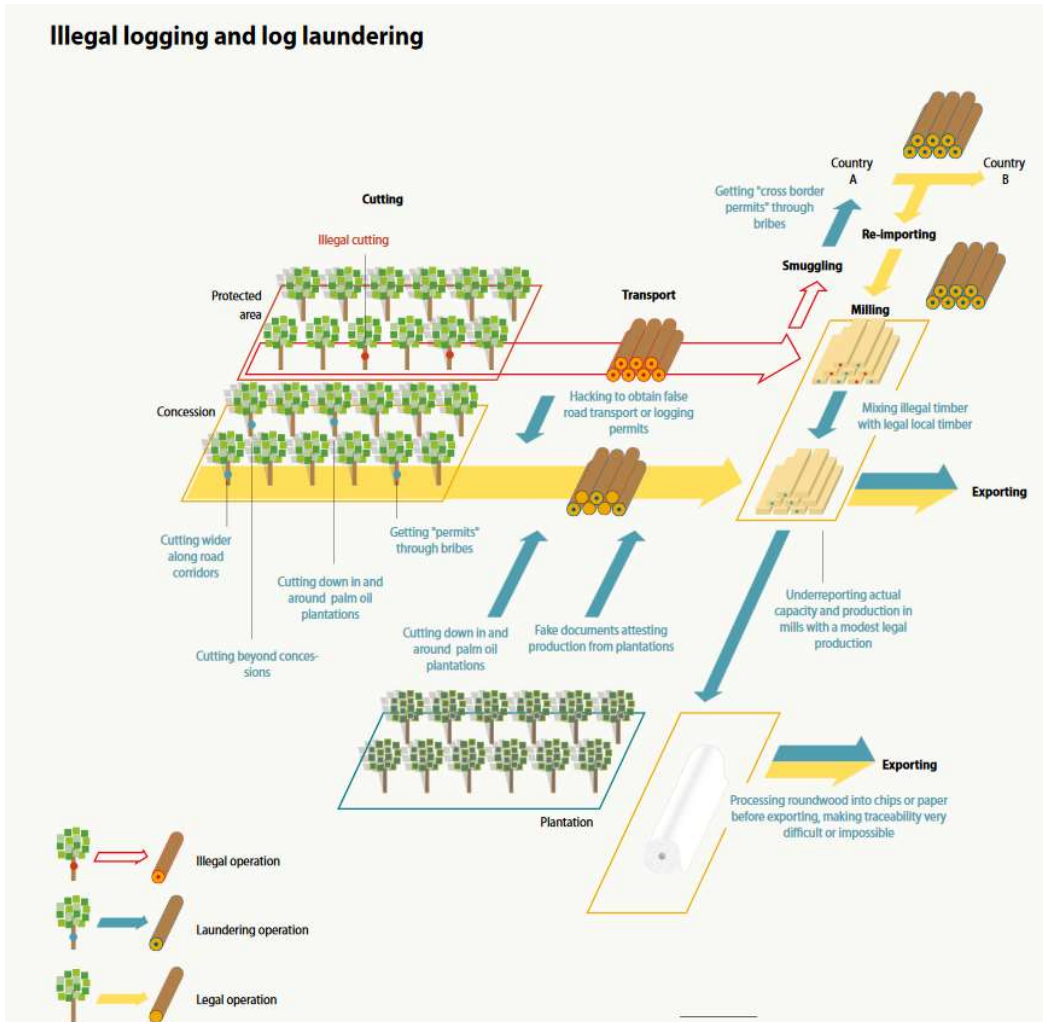 Illegal logging and log laundering
Country
A
Country
B
Getting "cross border
permits" through
bribes
Cutting
Re-importing
Illegal cutting
Smuggling
Protected
area
Transport
Milling
Concession
Hacking to obtain false
road transport or logging
permits
Mixing illegal timber
with legal local timber
Exporting
Cutting wider
along road
corridors
Getting "permits"
through bribes
Cutting down in and
around palm oil
plantations
Cutting beyond conces-
sions
Cutting down in and
around palm oil
plantations
Fake documents attesting
production from plantations
Underreporting actual
capacity and production in
mills with a modest legal
production
Exporting
Plantation
Processing roundwood into chips or paper
before exporting, making traceability very
difficult or impossible
Illegal operation
Laundering operation
Legal operation